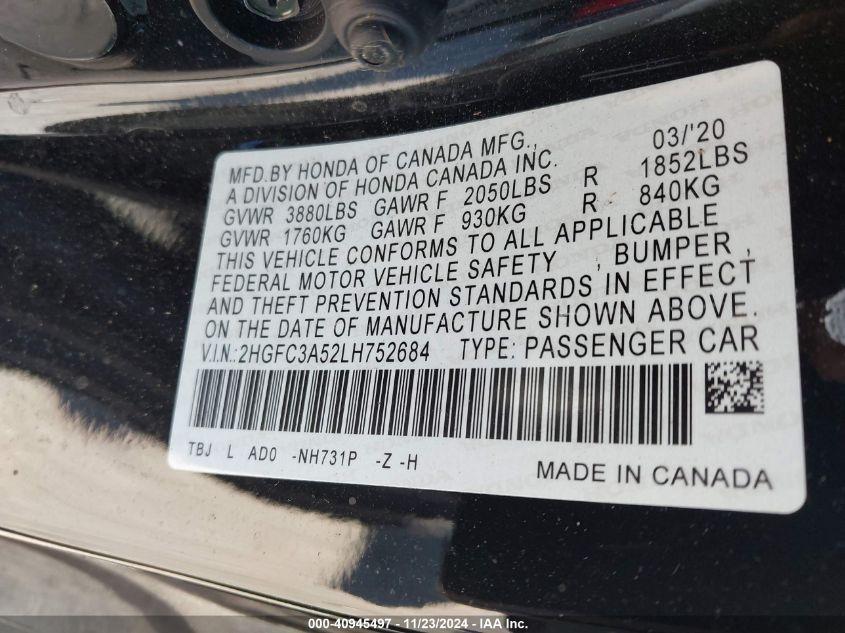 MFD.BY HONDA OF CANADA MFG., 03/'20
A DIVISION OF HONDA CANADA INC.
GVWR 3880LBS GAWR F 2050LBS R 1852LBS
GVWR 1760KG GAWR F 930KG R 840KG
THIS VEHICLE CONFORMS TO ALL APPLICABLE
FEDERAL MOTOR VEHICLE SAFETY , BUMPER ,
AND THEFT PREVENTION STANDARDS IN EFFECT
ON THE DATE OF MANUFACTURE SHOWN ABOVE.
V.I.N.:2HGFC3A52LH752684 TYPE: PASSENGER CAR
TBJ L AD0 -NH731P -Z -H
MADE IN CANADA
<<0- 40945497 - 11/23/2024 - IAA Inc.